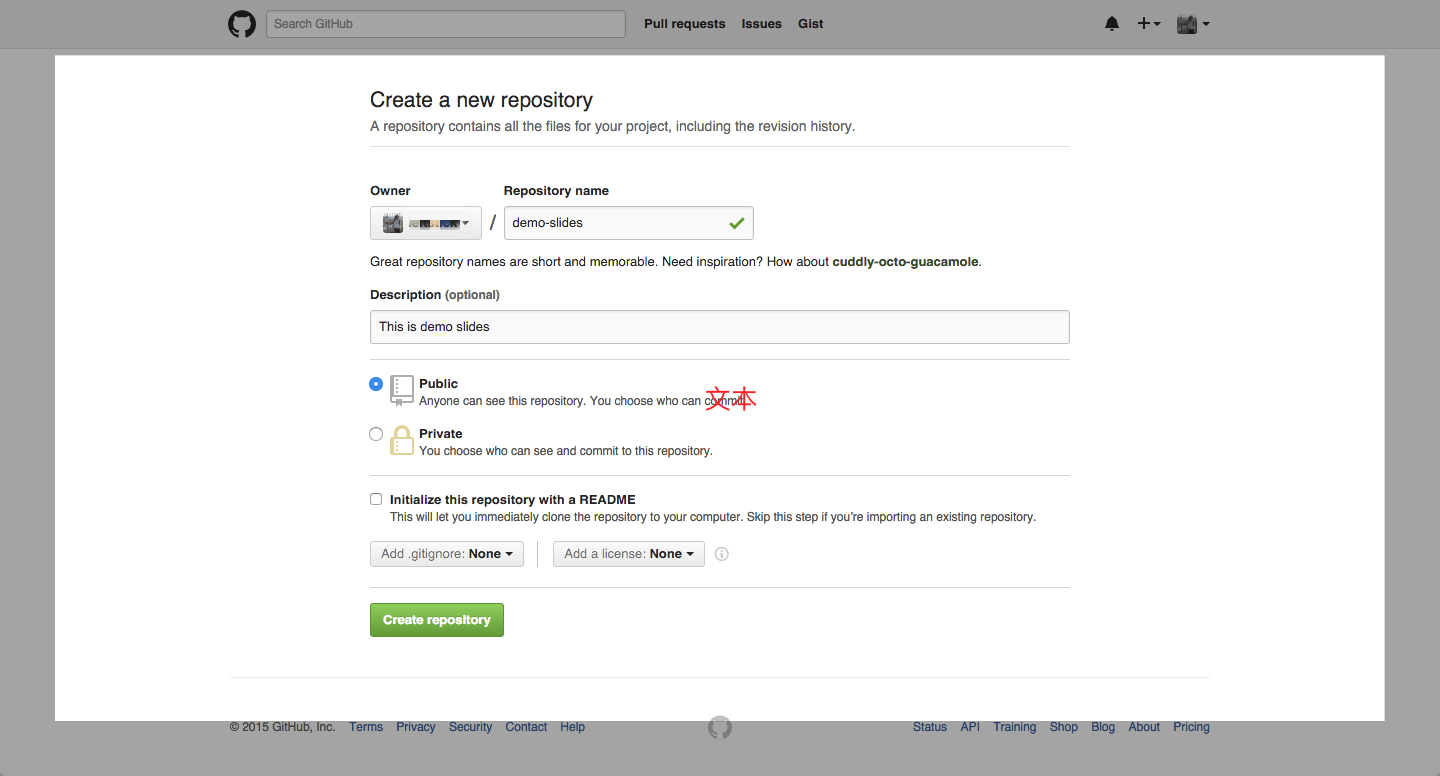 Search GitHub Pull requests Issues Gist
Create a new repository
A repository contains all the files for your project, including the revision history.
Owner Repository name
/ demo-slides
Great repository names are short and memorable. Need inspiration? How about cuddly-octo-guacamole.
Description (optional)
This is demo slides
Public
Anyone can see this repository. You choose who can commit.
文本
Private
You choose who can see and commit to this repository.
Initialize this repository with a README
This will let you immediately clone the repository to your computer. Skip this step if you’re importing an existing repository.
Add .gitignore: None Add a license: None
Create repository
© 2015 GitHub, Inc. Terms Privacy Security Contact Help Status API Training Shop Blog About Pricing